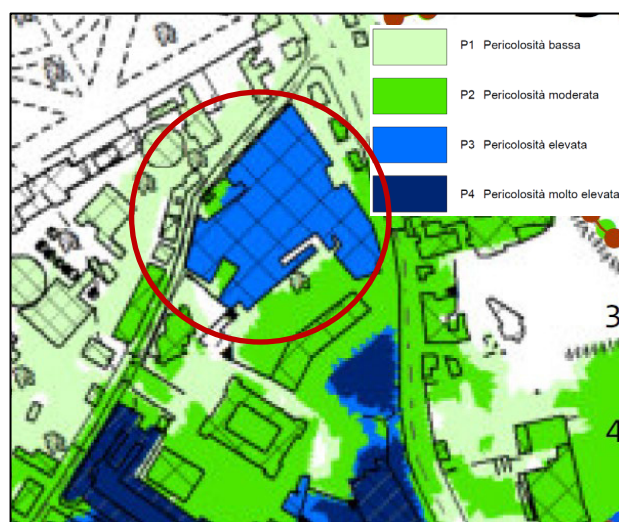 P1 Pericolosità bassa
P2 Pericolosità moderata
P3 Pericolosità elevata
P4 Pericolosità molto elevata
3
4